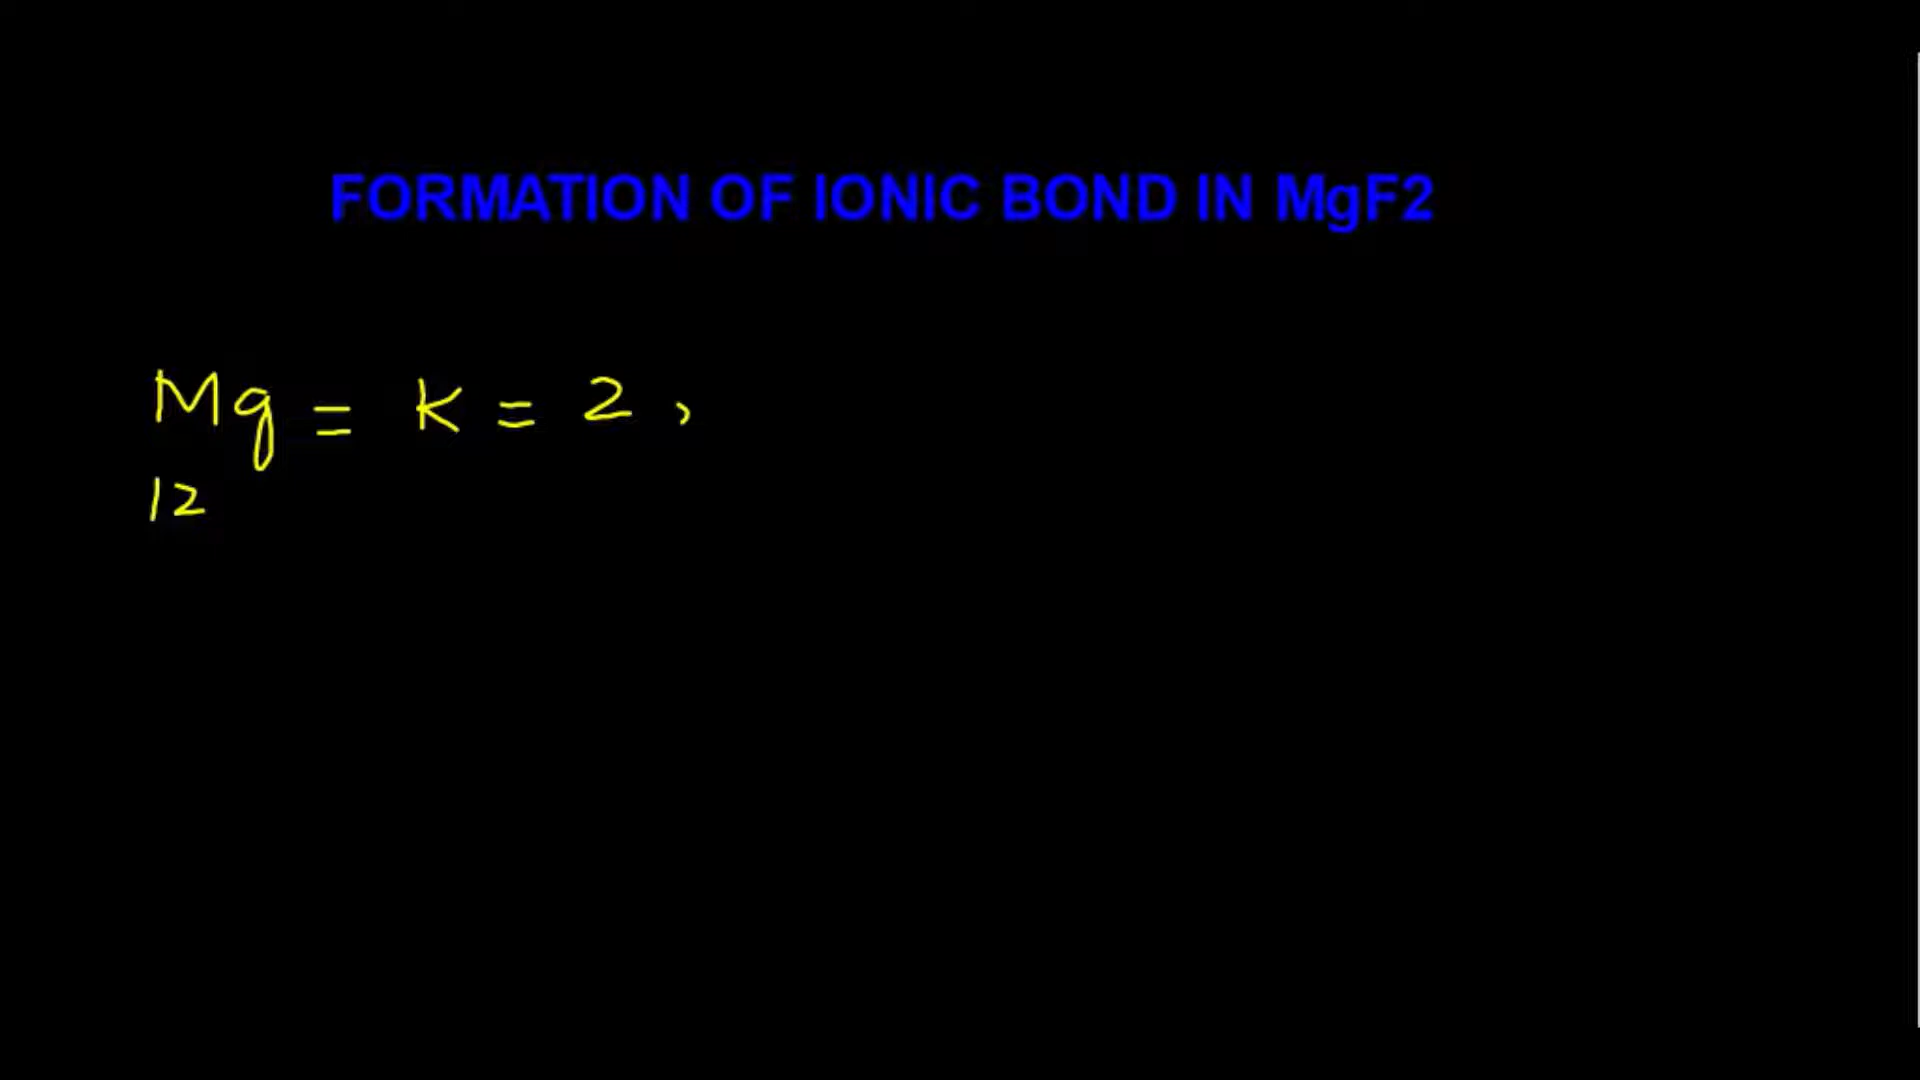 FORMATION OF IONIC BOND IN MgF2
Mg = K = 2 ,
12